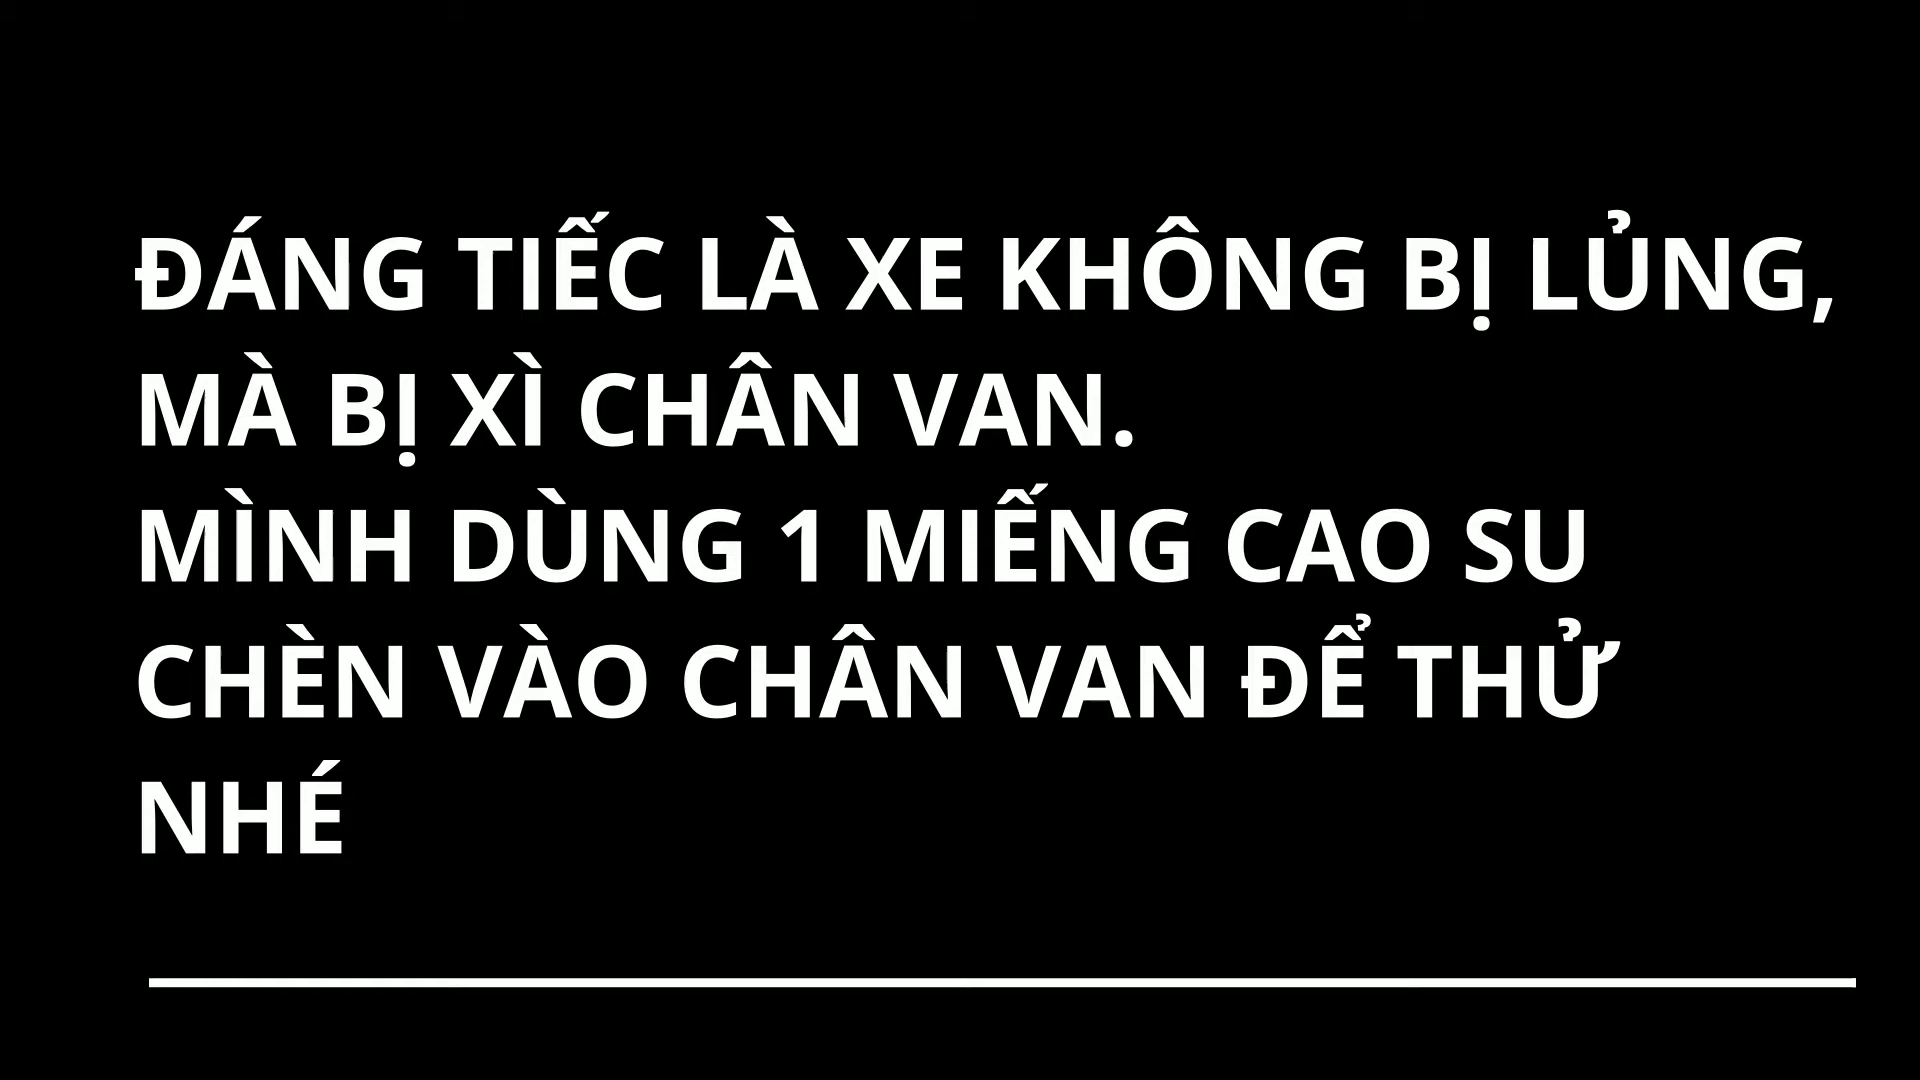 ĐÁNG TIẾC LÀ XE KHÔNG BỊ LỦNG,
MÀ BỊ XÌ CHÂN VAN.
MÌNH DÙNG 1 MIẾNG CAO SU
CHÈN VÀO CHÂN VAN ĐỂ THỬ
NHÉ